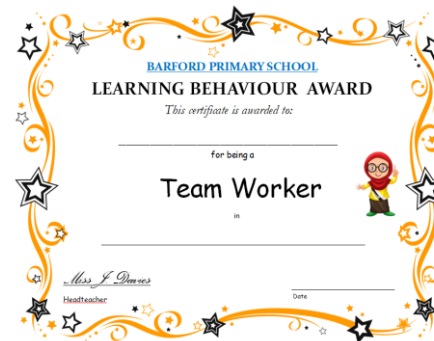 BARFORD PRIMARY SCHOOL
LEARNING BEHAVIOUR AWARD
This certificate is awarded to:
for being a
Team Worker
in
Miss J Davies
Headteacher
Date